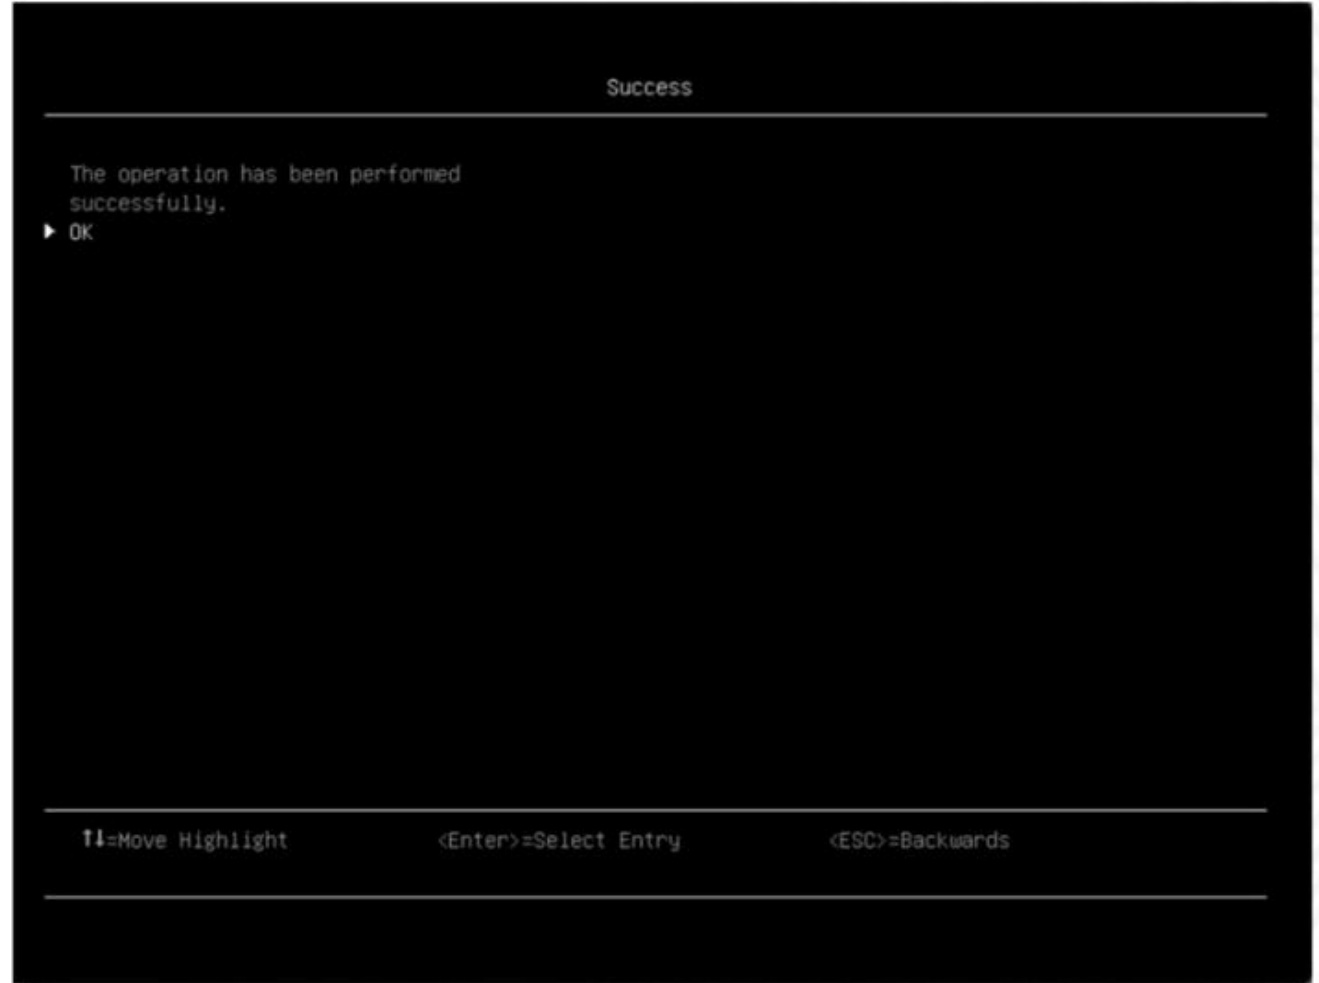 Success
The operation has been performed
successfully.
OK
↑↓=Move Highlight <Enter>=Select Entry <ESC>=Backwards